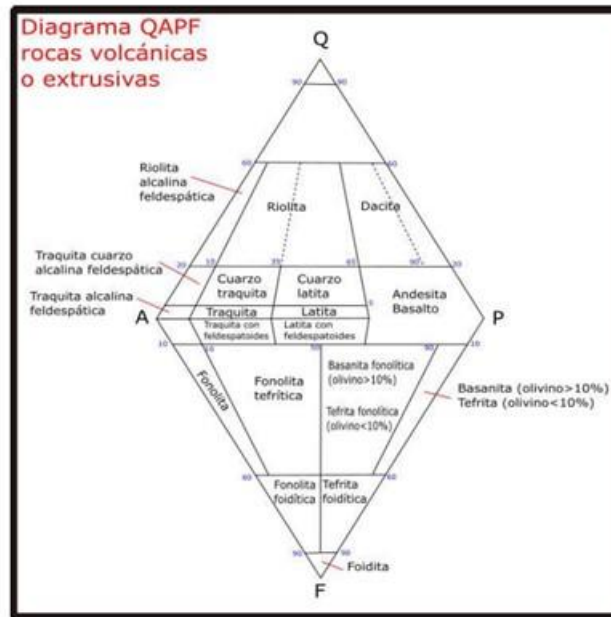 Diagrama QAPF
rocas volcánicas
o extrusivas
Q
90 90
60 60
Riolita
alcalina
feldespática
Riolita
Dacita
20 10 35 65 90 20
Traquita cuarzo
alcalina feldespática
Cuarzo
traquita
Cuarzo
latita
Andesita
Basalto
Traquita alcalina
feldespática
5
A
Traquita
Latita
P
Traquita con
feldespatoides
Latita con
feldespatoides
10 10 50 90 10
Fonolita
Fonolita
tefrítica
Basanita fonolítica
(olivino>10%)
Tefrita fonolítica
(olivino<10%)
Basanita (olivino>10%)
Tefrita (olivino<10%)
60 60
Fonolita
foidítica
Tefrita
foidítica
90 90
Foidita
F